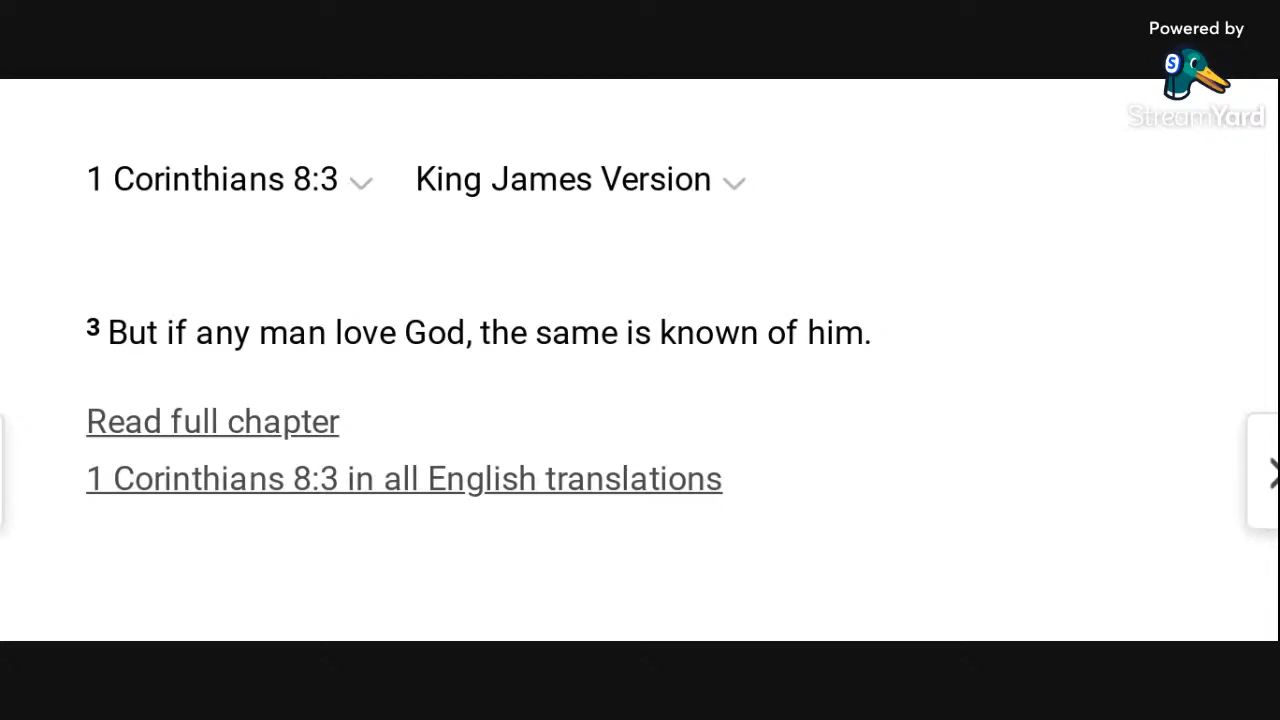 Powered by
S
StreamYard
1 Corinthians 8:3 King James Version
3 But if any man love God, the same is known of him.
Read full chapter
1 Corinthians 8:3 in all English translations